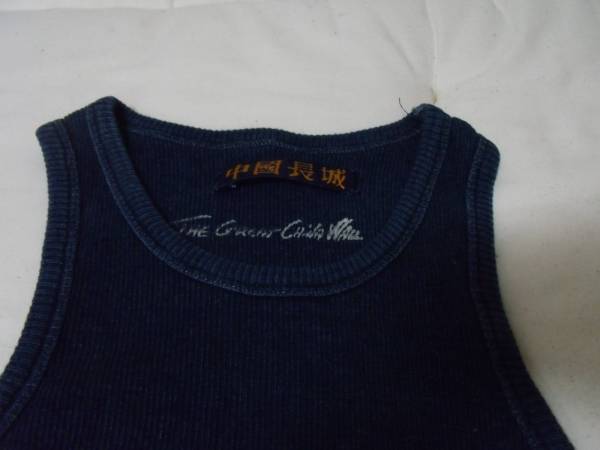 中國長城
THE GREAT CHINA WALL